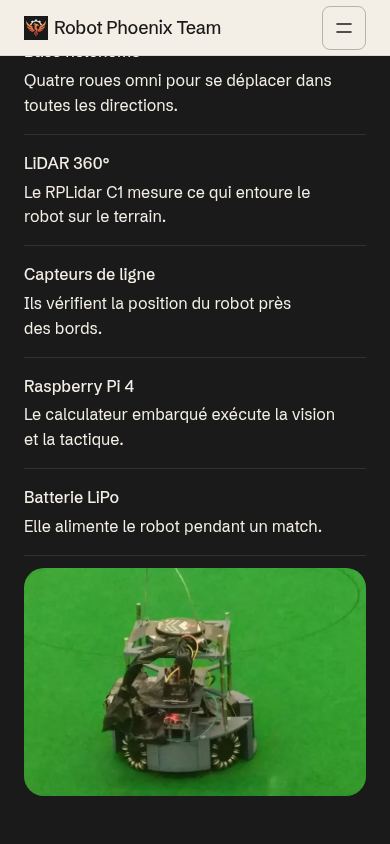 Robot Phoenix Team
Quatre roues omni pour se déplacer dans
toutes les directions.
LiDAR 360°
Le RPLidar C1 mesure ce qui entoure le
robot sur le terrain.
Capteurs de ligne
Ils vérifient la position du robot près
des bords.
Raspberry Pi 4
Le calculateur embarqué exécute la vision
et la tactique.
Batterie LiPo
Elle alimente le robot pendant un match.